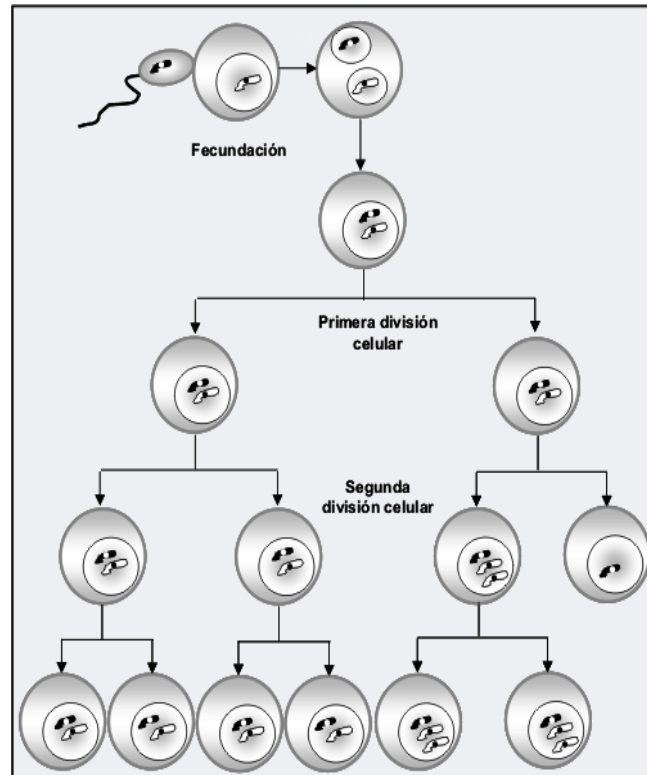 Fecundación
Primera división
celular
Segunda
división celular